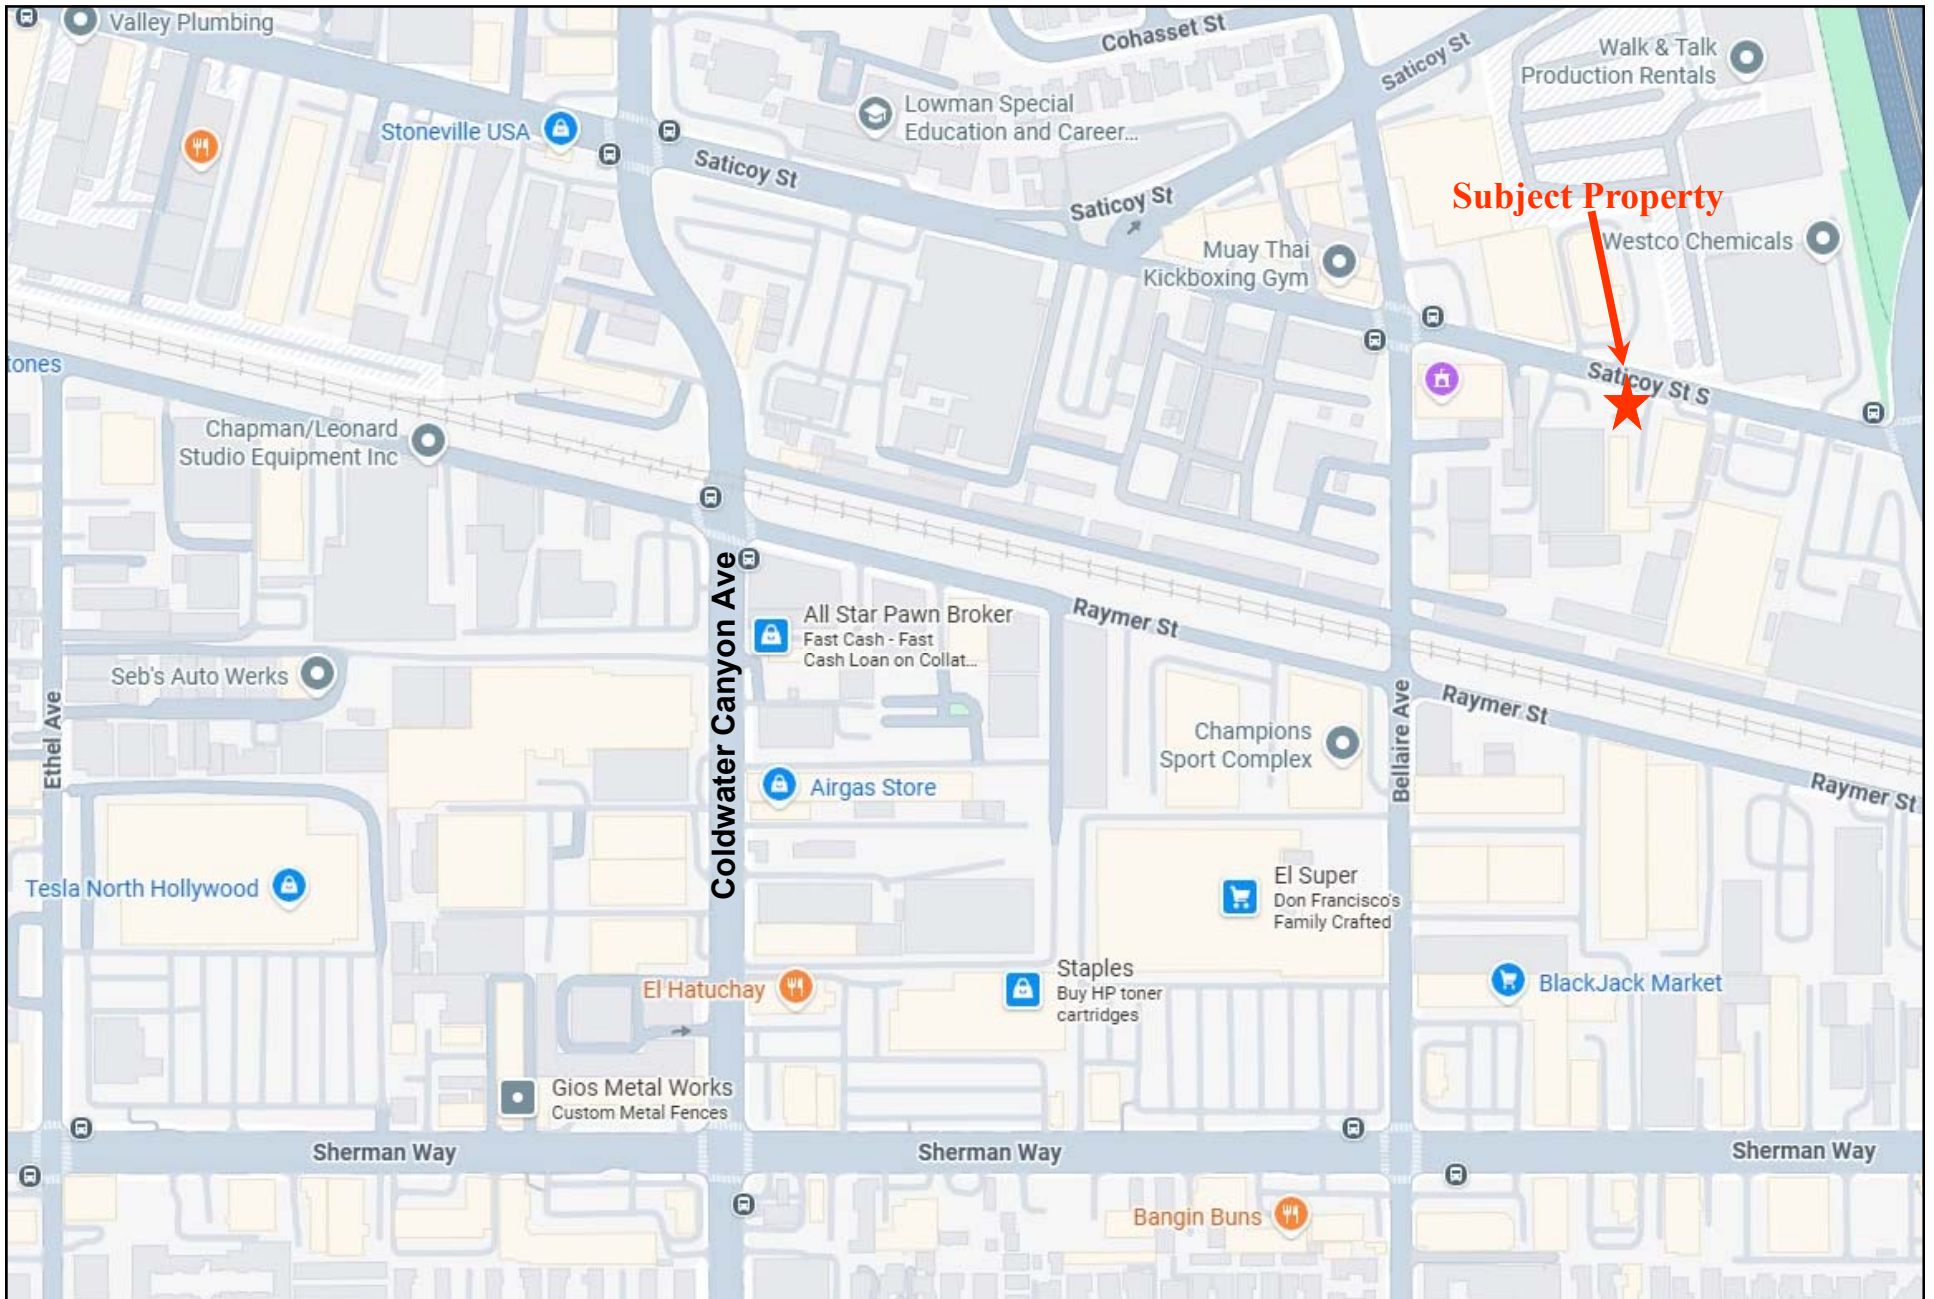 Valley Plumbing
Cohasset St
Saticoy St
Walk & Talk
Production Rentals
Stoneville USA
Lowman Special
Education and Career...
Saticoy St
Saticoy St
Subject Property
Muay Thai
Kickboxing Gym
Westco Chemicals
tones
Saticoy St S
Chapman/Leonard
Studio Equipment Inc
Coldwater Canyon Ave
All Star Pawn Broker
Fast Cash - Fast
Cash Loan on Collat...
Raymer St
Seb's Auto Werks
Ethel Ave
Bellaire Ave
Raymer St
Champions
Sport Complex
Airgas Store
Raymer St
Tesla North Hollywood
El Super
Don Francisco's
Family Crafted
El Hatuchay
Staples
Buy HP toner
cartridges
BlackJack Market
Gios Metal Works
Custom Metal Fences
Sherman Way
Sherman Way
Sherman Way
Bangin Buns